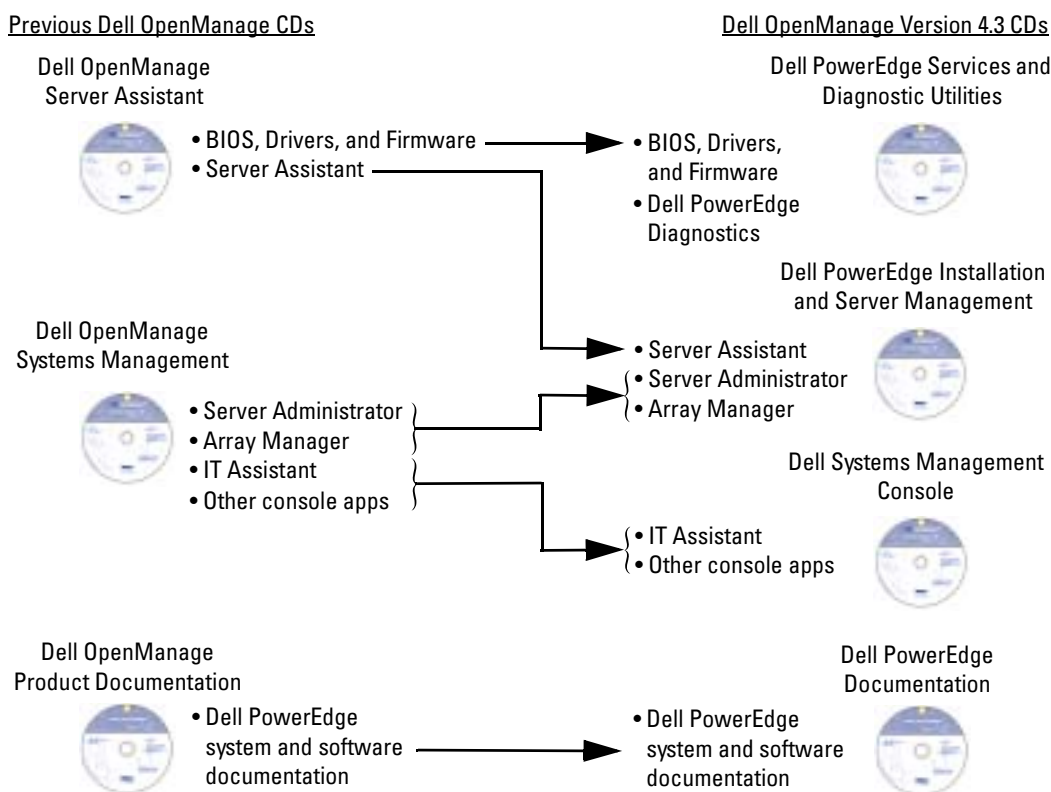 Previous Dell OpenManage CDs
Dell OpenManage Version 4.3 CDs
Dell OpenManage
Server Assistant
• BIOS, Drivers, and Firmware
• Server Assistant
Dell PowerEdge Services and
Diagnostic Utilities
• BIOS, Drivers,
and Firmware
• Dell PowerEdge
Diagnostics
Dell PowerEdge Installation
and Server Management
• Server Assistant
• Server Administrator
• Array Manager
Dell OpenManage
Systems Management
• Server Administrator
• Array Manager
• IT Assistant
• Other console apps
Dell Systems Management
Console
• IT Assistant
• Other console apps
Dell OpenManage
Product Documentation
• Dell PowerEdge
system and software
documentation
Dell PowerEdge
Documentation
• Dell PowerEdge
system and software
documentation